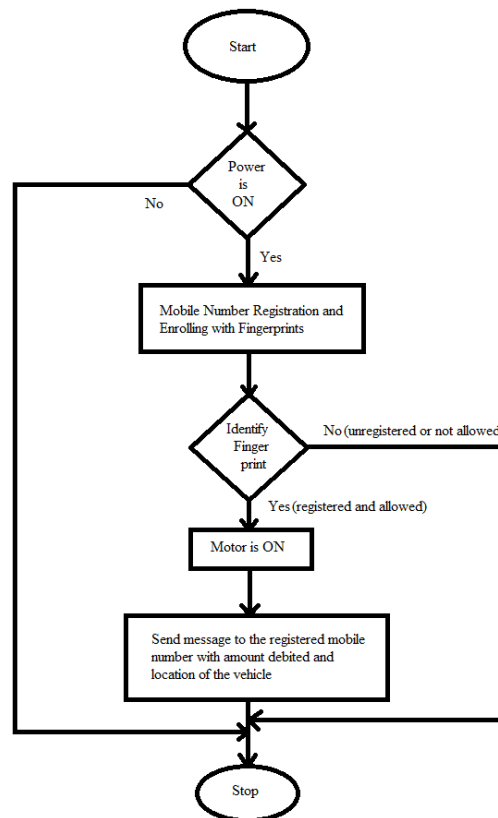 Start
Power
is
ON
No
Yes
Mobile Number Registration and
Enrolling with Fingerprints
Identify
Finger
print
No (unregistered or not allowed
Yes (registered and allowed)
Motor is ON
Send message to the registered mobile
number with amount debited and
location of the vehicle
Stop